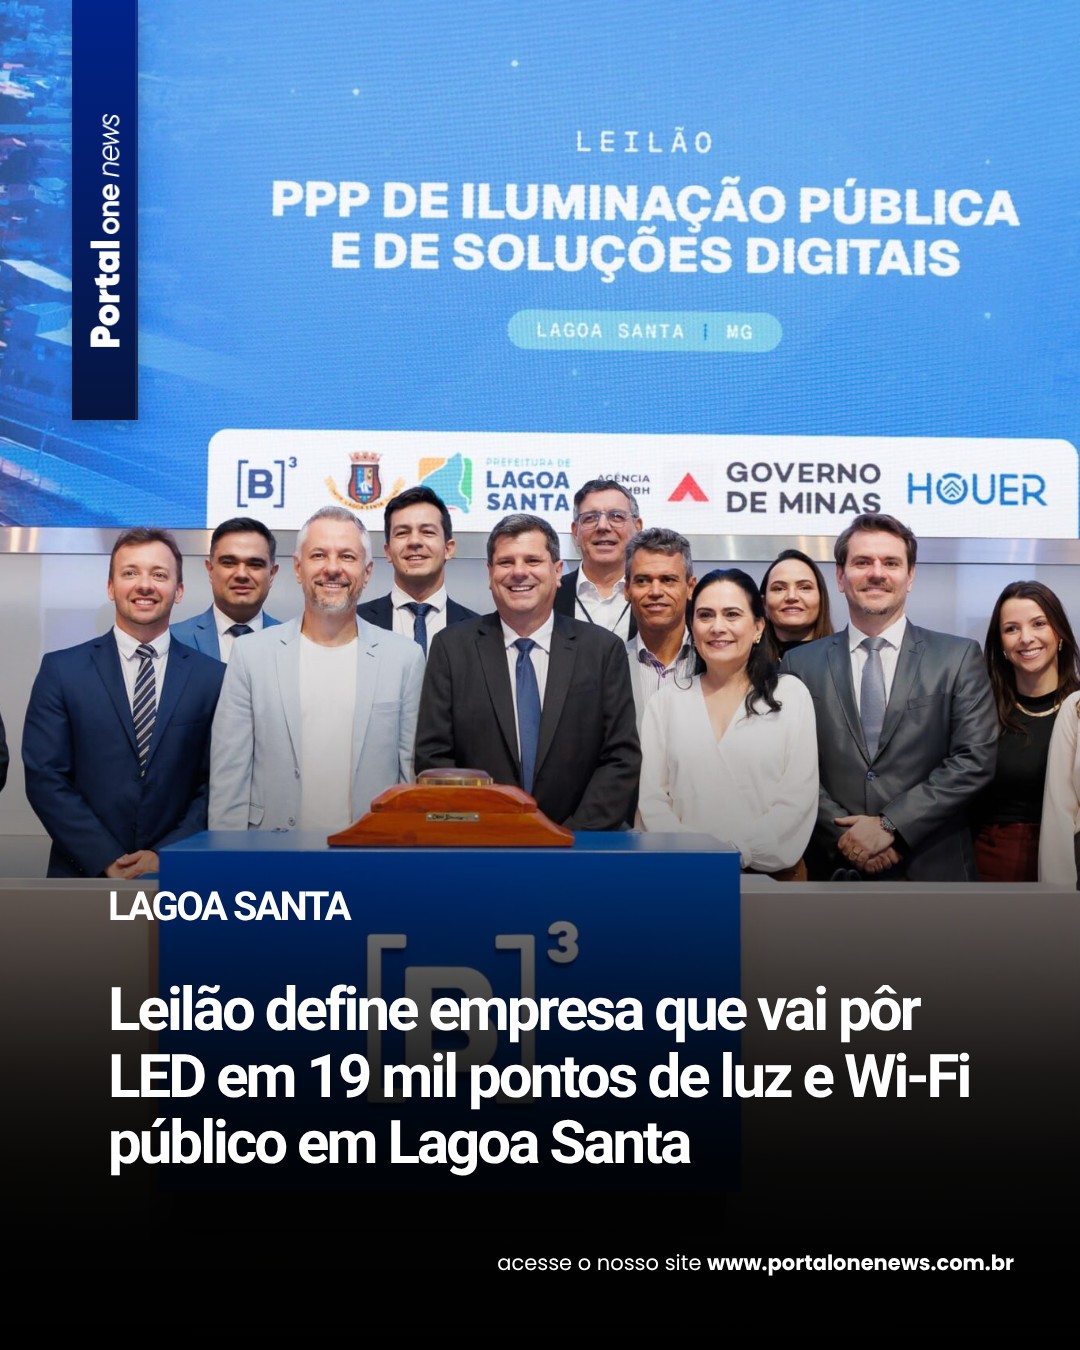 Portal one news
LEILÃO
PPP DE ILUMINAÇÃO PÚBLICA
E DE SOLUÇÕES DIGITAIS
LAGOA SANTA | MG
[B]³
PREFEITURA DE
LAGOA
SANTA
AGÊNCIA
MBH
GOVERNO
DE MINAS
HOUER
LAGOA SANTA
[B]³
Leilão define empresa que vai pôr
LED em 19 mil pontos de luz e Wi-Fi
público em Lagoa Santa
acesse o nosso site www.portalonenews.com.br